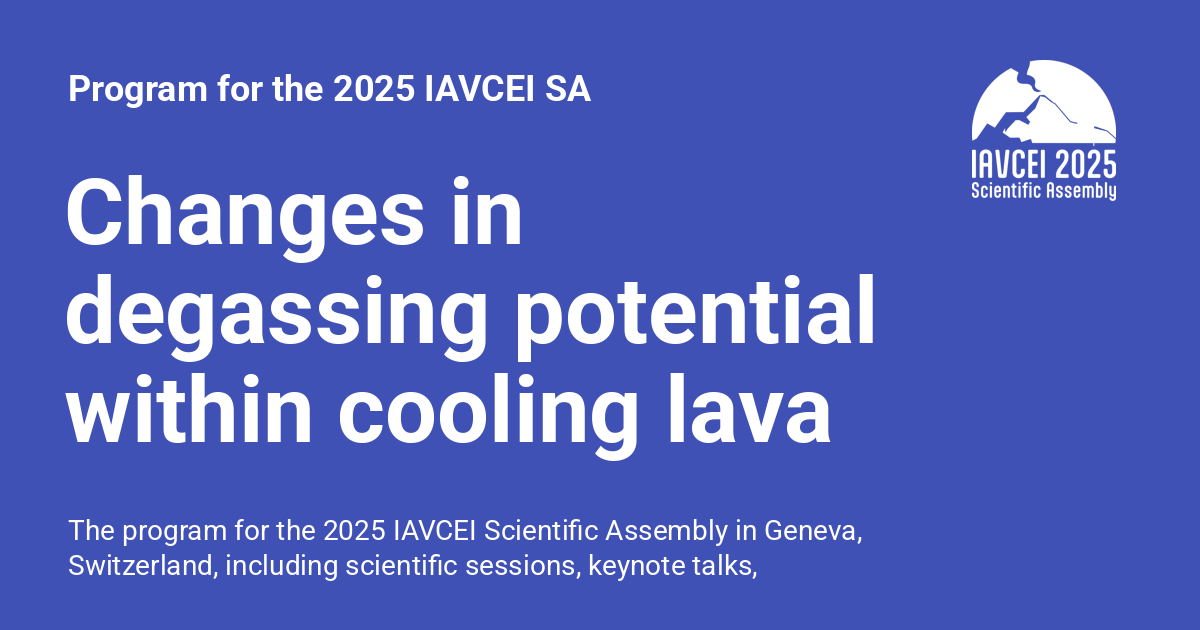 Program for the 2025 IAVCEI SA
IAVCEI 2025
Scientific Assembly
Changes in
degassing potential
within cooling lava
The program for the 2025 IAVCEI Scientific Assembly in Geneva,
Switzerland, including scientific sessions, keynote talks,